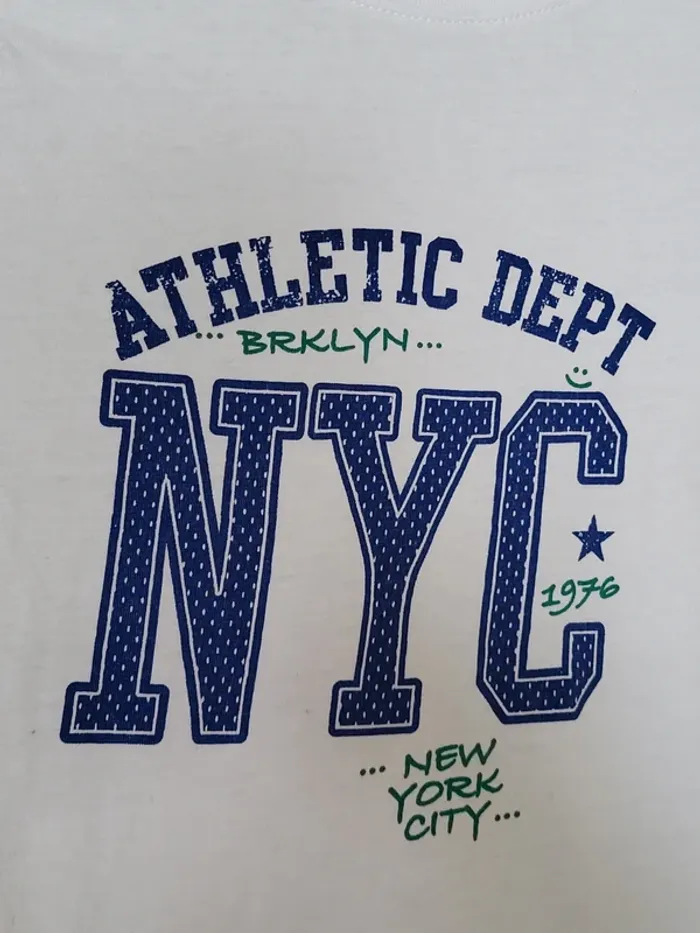 ATHLETIC DEPT
... BRKLYN ...
NYC
1976
... NEW
YORK
CITY ...